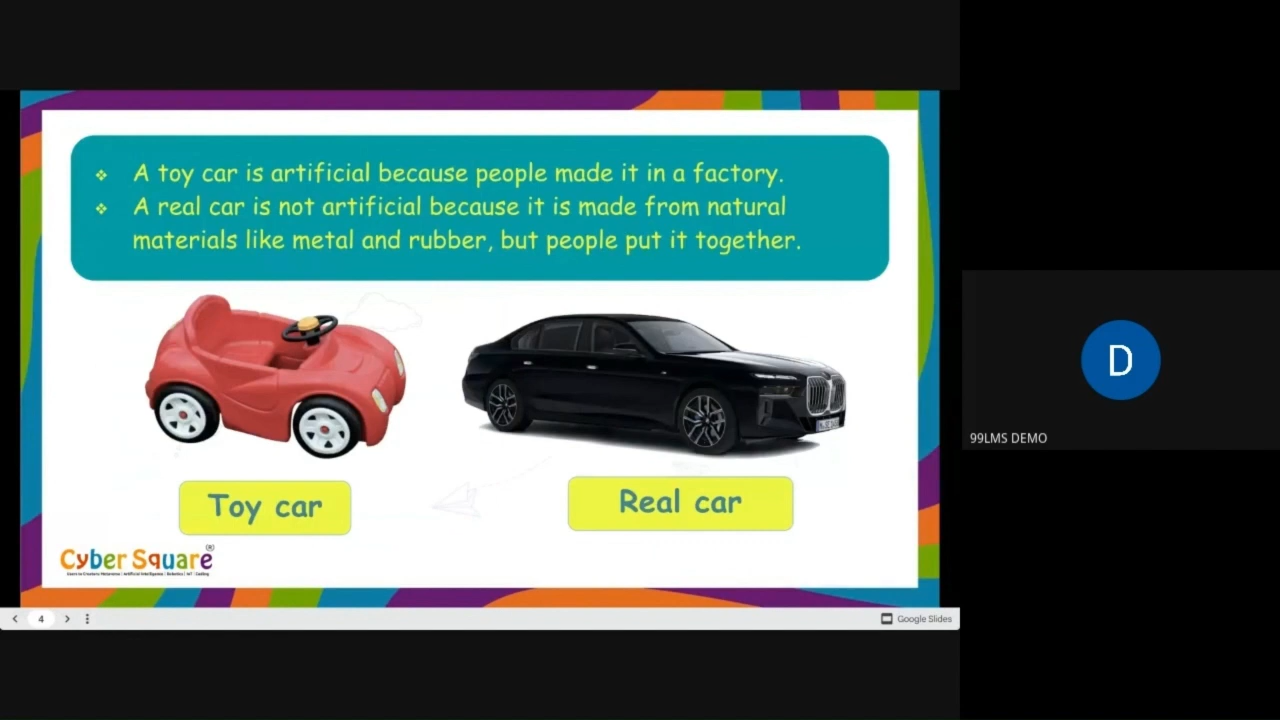 ❖ A toy car is artificial because people made it in a factory.
❖ A real car is not artificial because it is made from natural
materials like metal and rubber, but people put it together.
Toy car
Real car
Cyber Square®
4
Google Slides
D
99LMS DEMO